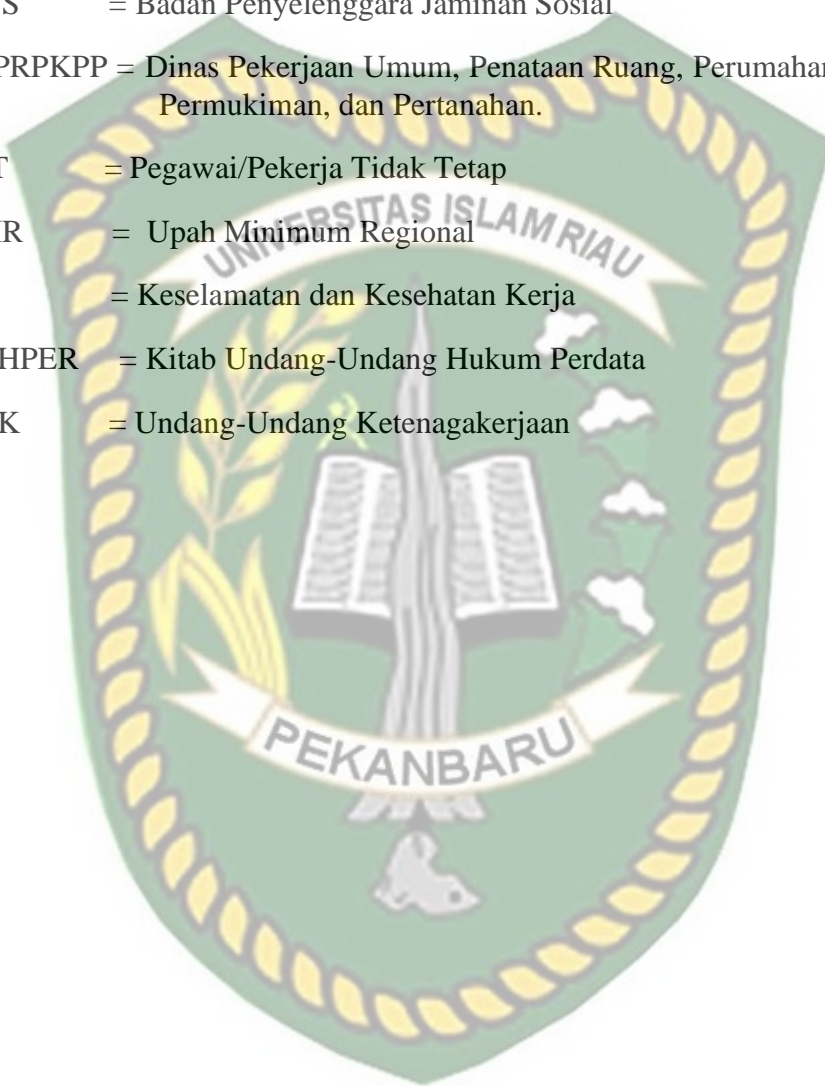 S = Badan Penyelenggara Jaminan Sosial
PRPKPP = Dinas Pekerjaan Umum, Penataan Ruang, Perumahan
Permukiman, dan Pertanahan.
T = Pegawai/Pekerja Tidak Tetap
UNIVERSITAS ISLAM RIAU
R = Upah Minimum Regional
= Keselamatan dan Kesehatan Kerja
HPER = Kitab Undang-Undang Hukum Perdata
K = Undang-Undang Ketenagakerjaan
PEKANBARU